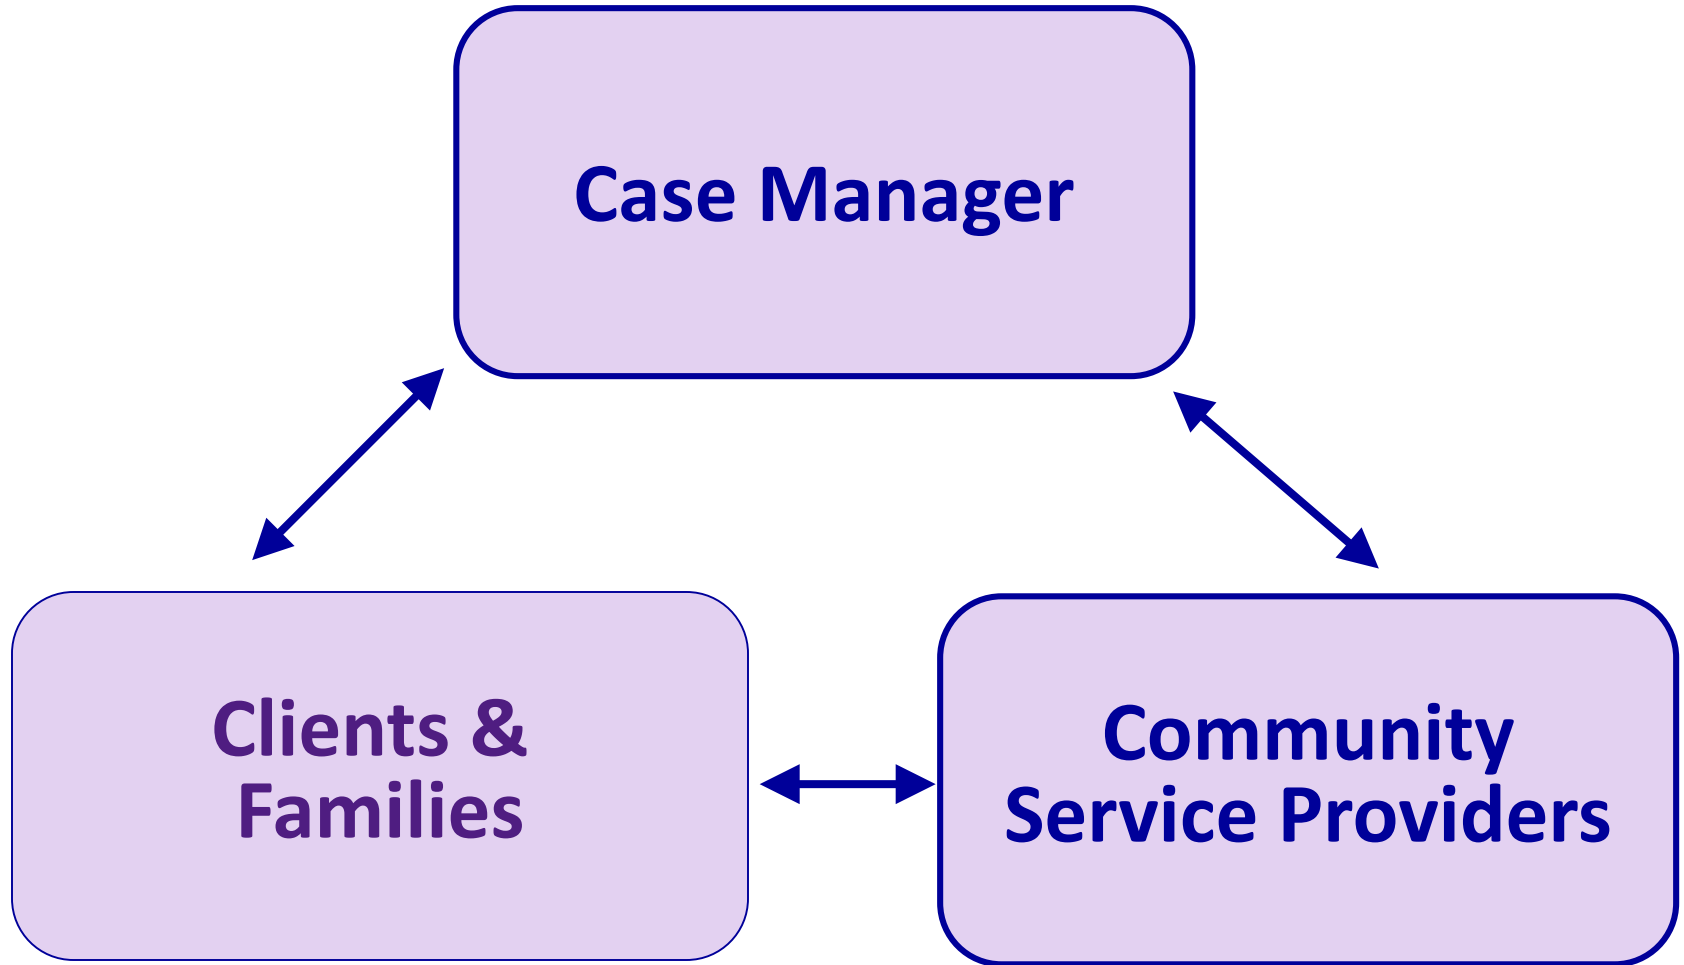 Case Manager
Clients &
Families
Community
Service Providers